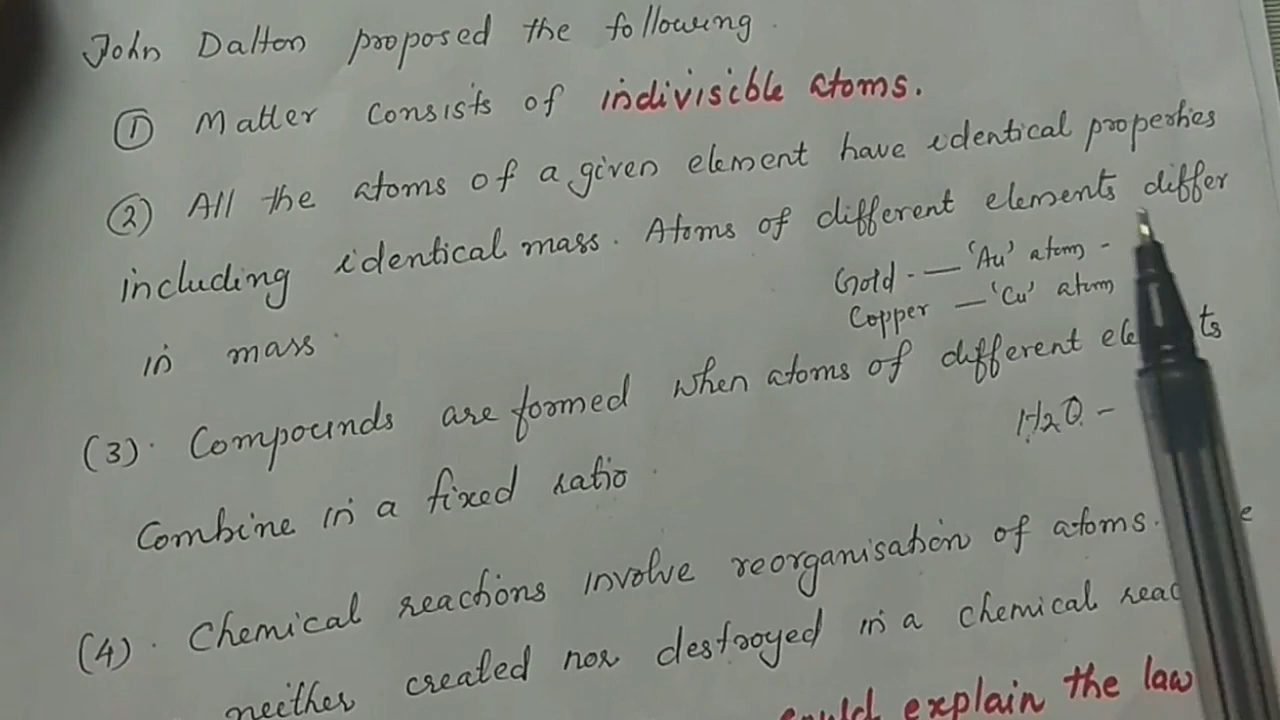 John Dalton proposed the following.
① Matter consists of indivisible atoms.
② All the atoms of a given element have identical properties
including identical mass. Atoms of different elements differ
in mass.
Gold - — 'Au' atom -
Copper — 'Cu' atom
(3). Compounds are formed when atoms of different
H2O -
Combine in a fixed ratio.
(4). Chemical reactions involve reorganisation of atoms.
neither created nor destroyed in a chemical
could explain the law